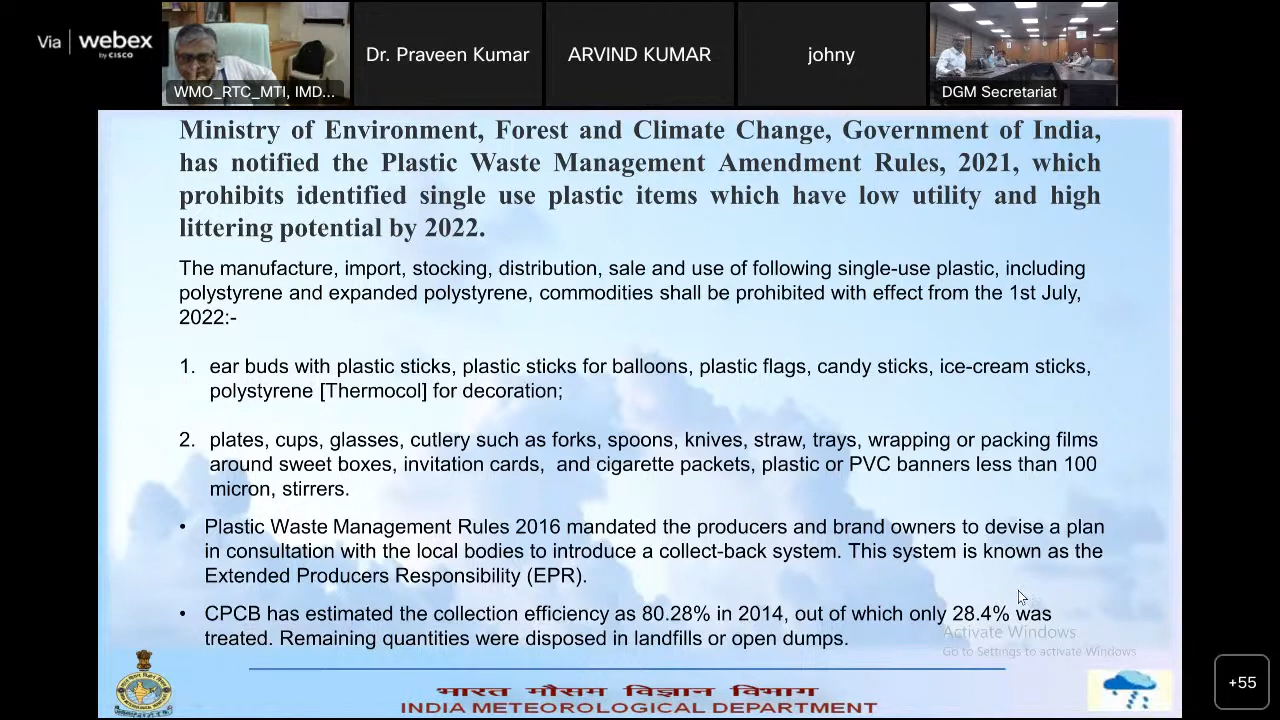 Via webex
by CISCO
WMO_RTC_MTI, IMD...
Dr. Praveen Kumar
ARVIND KUMAR
johny
DGM Secretariat
Ministry of Environment, Forest and Climate Change, Government of India,
has notified the Plastic Waste Management Amendment Rules, 2021, which
prohibits identified single use plastic items which have low utility and high
littering potential by 2022.
The manufacture, import, stocking, distribution, sale and use of following single-use plastic, including
polystyrene and expanded polystyrene, commodities shall be prohibited with effect from the 1st July,
2022:-
1. ear buds with plastic sticks, plastic sticks for balloons, plastic flags, candy sticks, ice-cream sticks,
polystyrene [Thermocol] for decoration;
2. plates, cups, glasses, cutlery such as forks, spoons, knives, straw, trays, wrapping or packing films
around sweet boxes, invitation cards, and cigarette packets, plastic or PVC banners less than 100
micron, stirrers.
• Plastic Waste Management Rules 2016 mandated the producers and brand owners to devise a plan
in consultation with the local bodies to introduce a collect-back system. This system is known as the
Extended Producers Responsibility (EPR).
• CPCB has estimated the collection efficiency as 80.28% in 2014, out of which only 28.4% was
treated. Remaining quantities were disposed in landfills or open dumps.
Activate Windows
Go to Settings to activate Windows
+55
भारत मौसम विज्ञान विभाग
INDIA METEOROLOGICAL DEPARTMENT